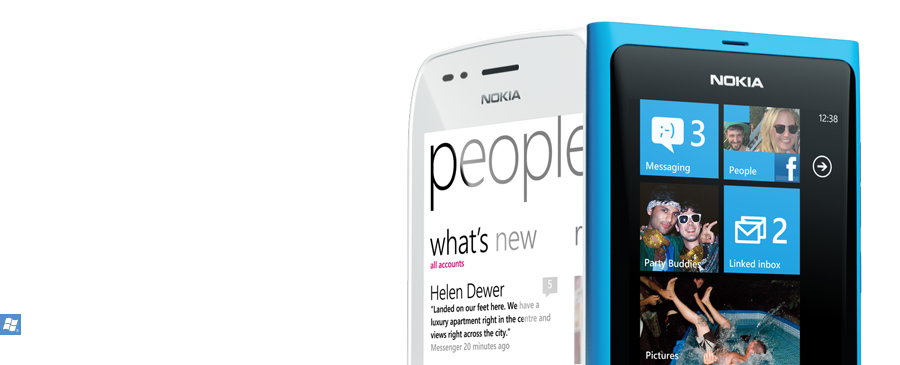 NOKIA
people
what's new
all accounts
Helen Dewer
5
"Landed on our feet here. We have a
luxury apartment right in the centre and
views right across the city."
Messenger 20 minutes ago
NOKIA
12:38
;-) 3
Messaging
People
f
Party Buddies
2
Linked inbox
Pictures